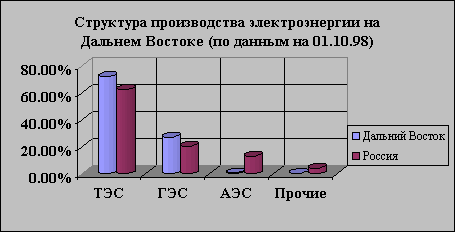 Структура производства электроэнергии на
Дальнем Востоке (по данным на 01.10.98)
80.00%
60.00%
40.00%
20.00%
0.00%
ТЭС ГЭС АЭС Прочие
Дальний Восток
Россия